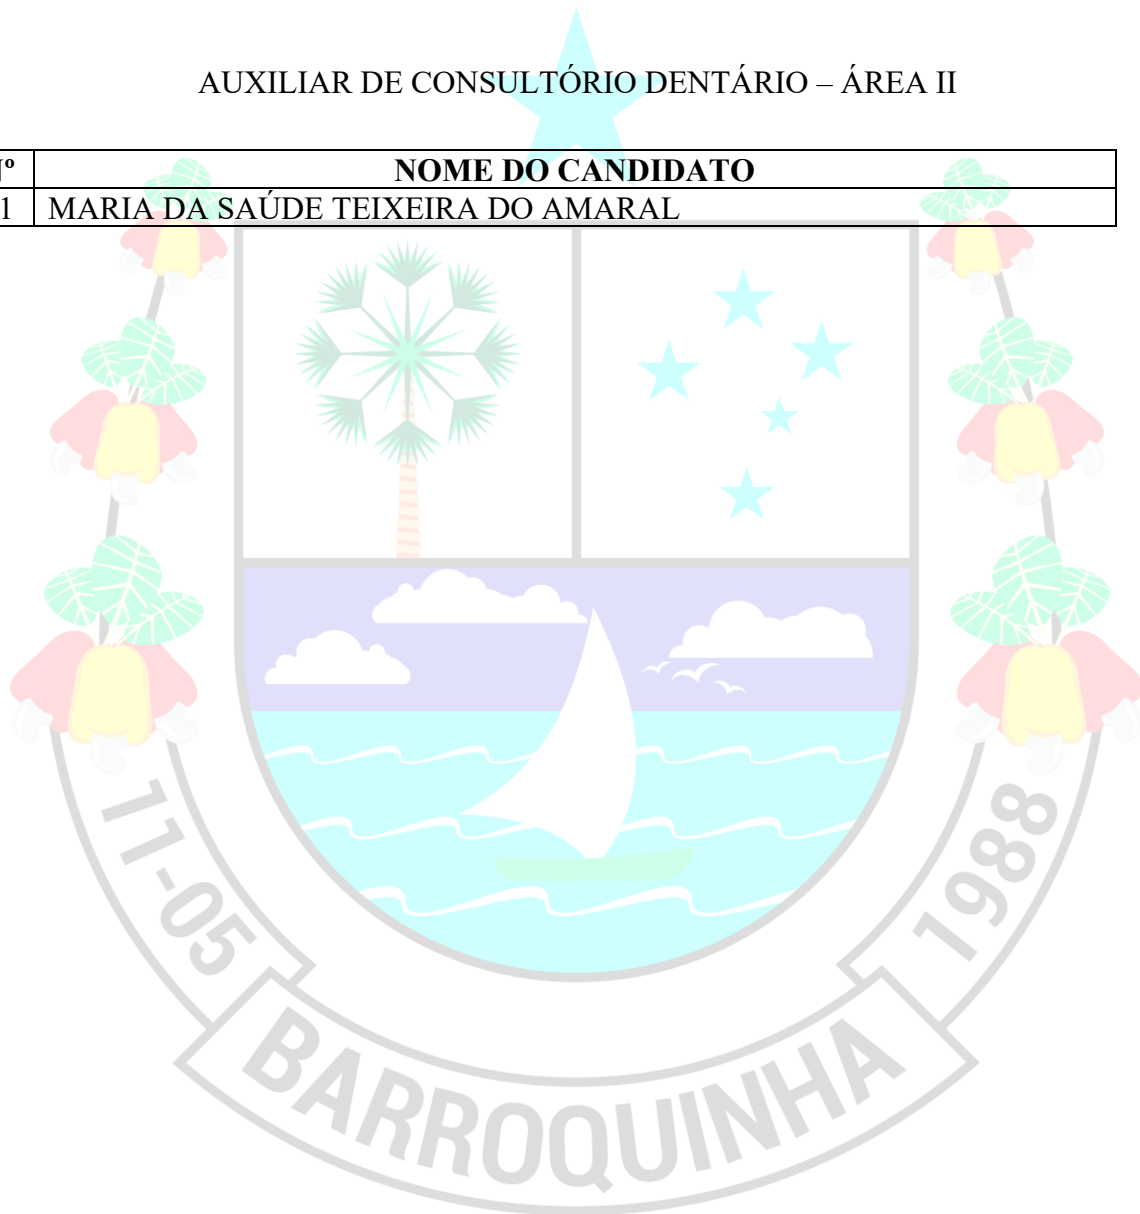 AUXILIAR DE CONSULTÓRIO DENTÁRIO – ÁREA II
Nº NOME DO CANDIDATO
1 MARIA DA SAÚDE TEIXEIRA DO AMARAL
11-05 1988
BARROQUINHA